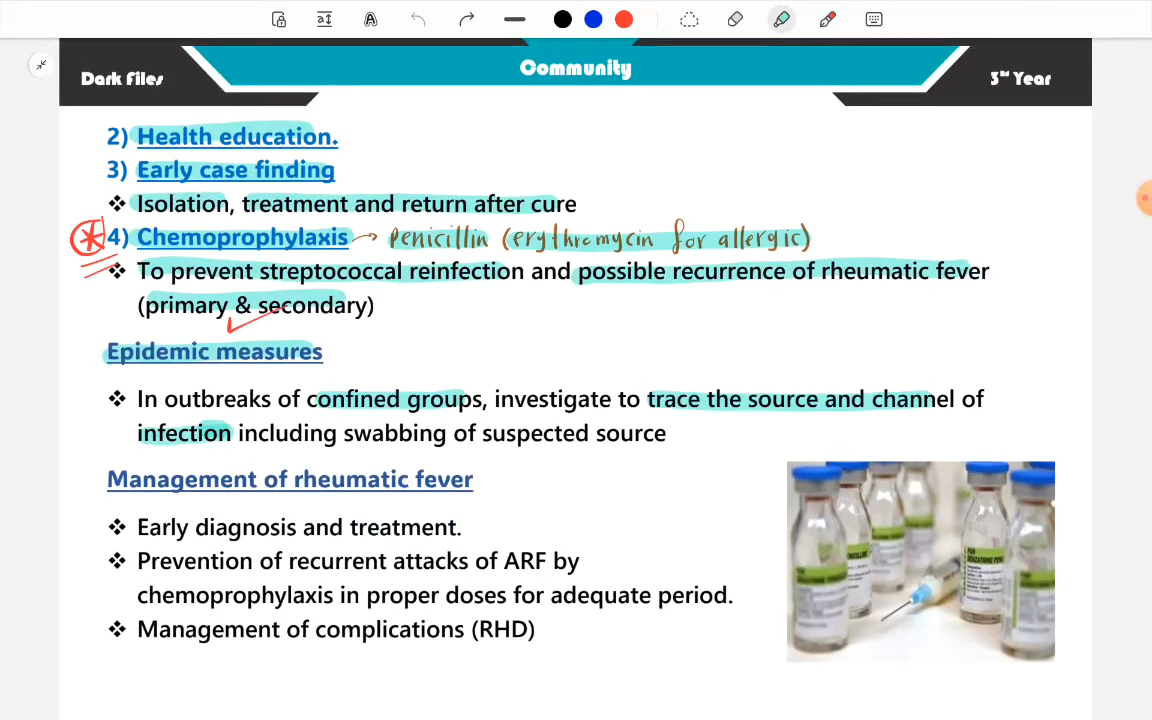 Dark Files
Community
3rd Year
2) Health education.
3) Early case finding
❖ Isolation, treatment and return after cure
4) Chemoprophylaxis → penicillin (erythromycin for allergic)
❖ To prevent streptococcal reinfection and possible recurrence of rheumatic fever
(primary & secondary)
Epidemic measures
❖ In outbreaks of confined groups, investigate to trace the source and channel of
infection including swabbing of suspected source
Management of rheumatic fever
❖ Early diagnosis and treatment.
❖ Prevention of recurrent attacks of ARF by
chemoprophylaxis in proper doses for adequate period.
❖ Management of complications (RHD)